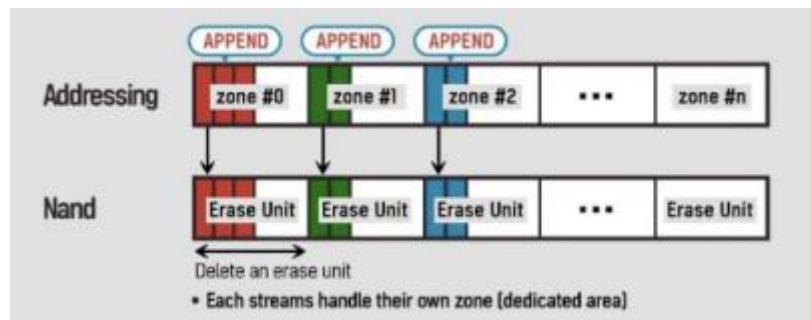 APPEND APPEND APPEND
Addressing zone #0 zone #1 zone #2 ... zone #n
Nand Erase Unit Erase Unit Erase Unit ... Erase Unit
Delete an erase unit
• Each streams handle their own zone (dedicated area)